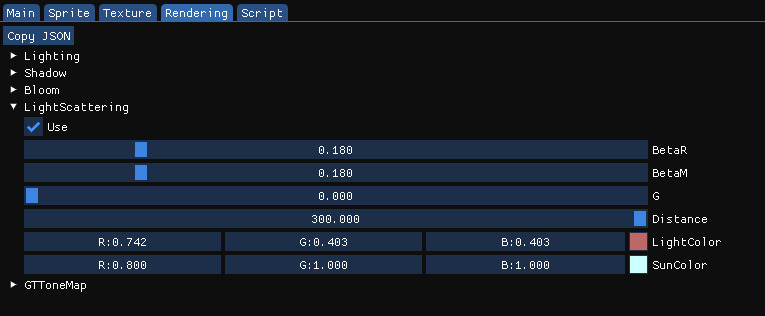 Main Sprite Texture Rendering Script
Copy JSON
Lighting
Shadow
Bloom
LightScattering
Use
0.180 BetaR
0.180 BetaM
0.000 G
300.000 Distance
R:0.742 G:0.403 B:0.403 LightColor
R:0.800 G:1.000 B:1.000 SunColor
GTToneMap